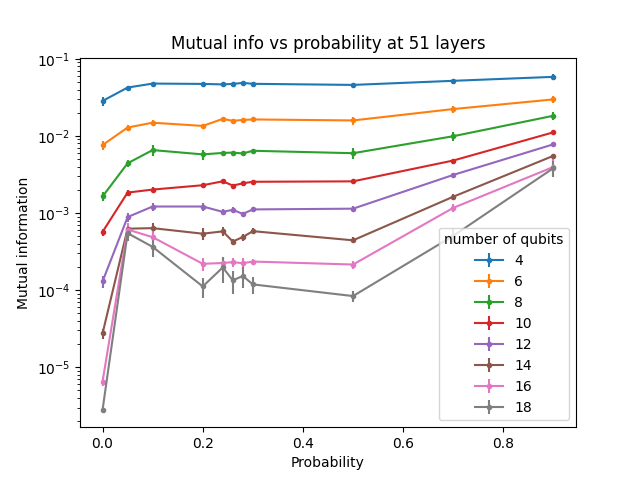 Mutual info vs probability at 51 layers
10⁻¹
10⁻²
10⁻³
10⁻⁴
10⁻⁵
Mutual information
0.0 0.2 0.4 0.6 0.8
Probability
number of qubits
4
6
8
10
12
14
16
18